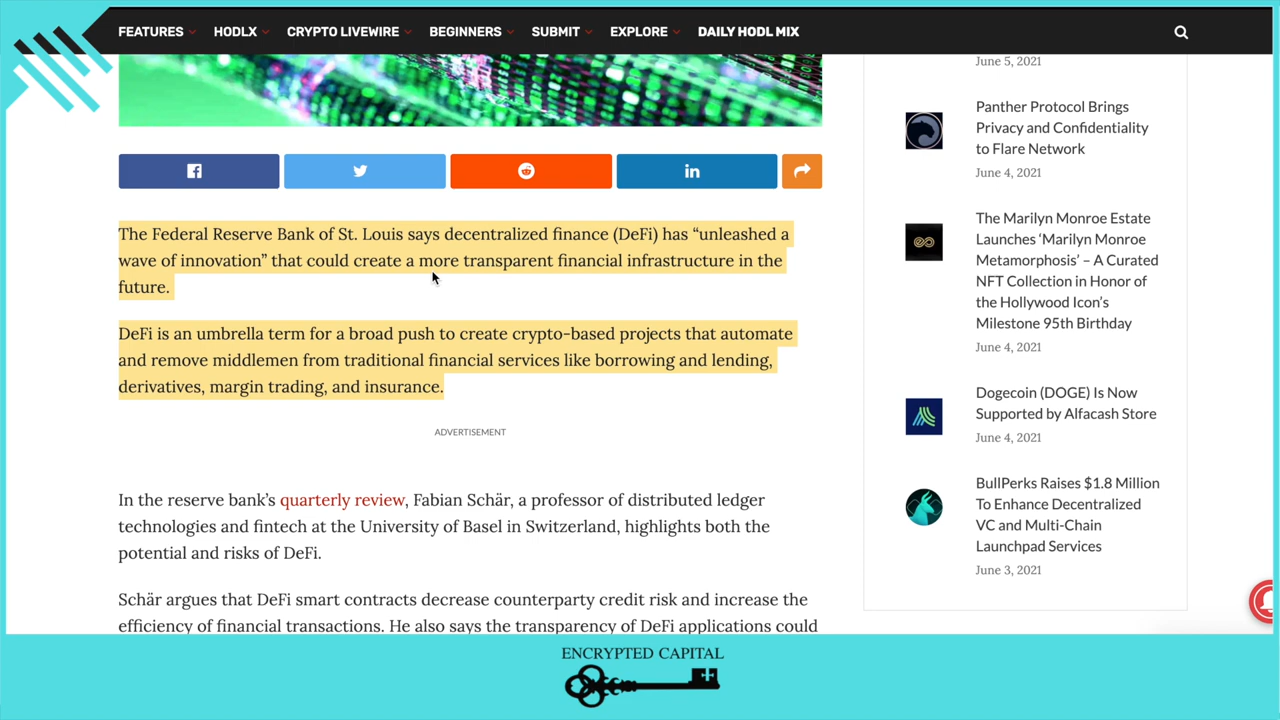 FEATURES HODLX CRYPTO LIVEWIRE BEGINNERS SUBMIT EXPLORE DAILY HODL MIX
The Federal Reserve Bank of St. Louis says decentralized finance (DeFi) has “unleashed a
wave of innovation” that could create a more transparent financial infrastructure in the
future.
DeFi is an umbrella term for a broad push to create crypto-based projects that automate
and remove middlemen from traditional financial services like borrowing and lending,
derivatives, margin trading, and insurance.
ADVERTISEMENT
In the reserve bank’s quarterly review, Fabian Schär, a professor of distributed ledger
technologies and fintech at the University of Basel in Switzerland, highlights both the
potential and risks of DeFi.
Schär argues that DeFi smart contracts decrease counterparty credit risk and increase the
efficiency of financial transactions. He also says the transparency of DeFi applications could
June 5, 2021
Panther Protocol Brings
Privacy and Confidentiality
to Flare Network
June 4, 2021
The Marilyn Monroe Estate
Launches ‘Marilyn Monroe
Metamorphosis’ – A Curated
NFT Collection in Honor of
the Hollywood Icon’s
Milestone 95th Birthday
June 4, 2021
Dogecoin (DOGE) Is Now
Supported by Alfacash Store
June 4, 2021
BullPerks Raises $1.8 Million
To Enhance Decentralized
VC and Multi-Chain
Launchpad Services
June 3, 2021
ENCRYPTED CAPITAL